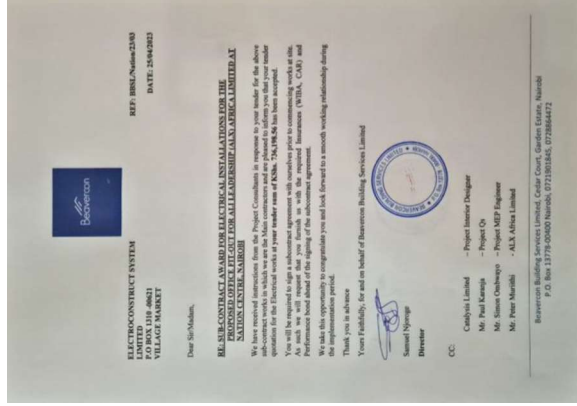 Beavercon
ELECTROCONSTRUCT SYSTEM
LIMITED
P.O BOX 1310 -00621
VILLAGE MARKET
REF: BBSL/Nation/23/03
DATE: 25/04/2023
Dear Sir/Madam,
RE: SUB-CONTRACT AWARD FOR ELECTRICAL INSTALLATIONS FOR THE
PROPOSED OFFICE FIT-OUT FOR ALLEADERSHIP (ALX) AFRICA LIMITED AT
NATION CENTRE, NAIROBI
We have received instructions from the Project Consultants in response to your tender for the above
sub-contract works in which we are the Main contractors and are pleased to inform you that your tender
quotation for the Electrical works at your tender sum of KShs. 736,198.56 has been accepted.
You will be required to sign a subcontract agreement with ourselves prior to commencing works at site.
As such we will request that you furnish us with the required Insurances (WIBA, CAR) and
Performance bond ahead of the signing of the subcontract agreement.
We take this opportunity to congratulate you and look forward to a smooth working relationship during
the implementation period.
Thank you in advance
Yours Faithfully, for and on behalf of Beavercon Building Services Limited
Samuel Njoroge
Director
CC:
Catalysis Limited – Project Interior Designer
Mr. Paul Karanja – Project Qs
Mr. Simon Ombwayo – Project MEP Engineer
Mr. Peter Muriithi - ALX Africa Limited
Beavercon Building Services Limited, Cedar Court, Garden Estate, Nairobi
P.O. Box 13778-00400 Nairobi, 0721901845, 0728864472